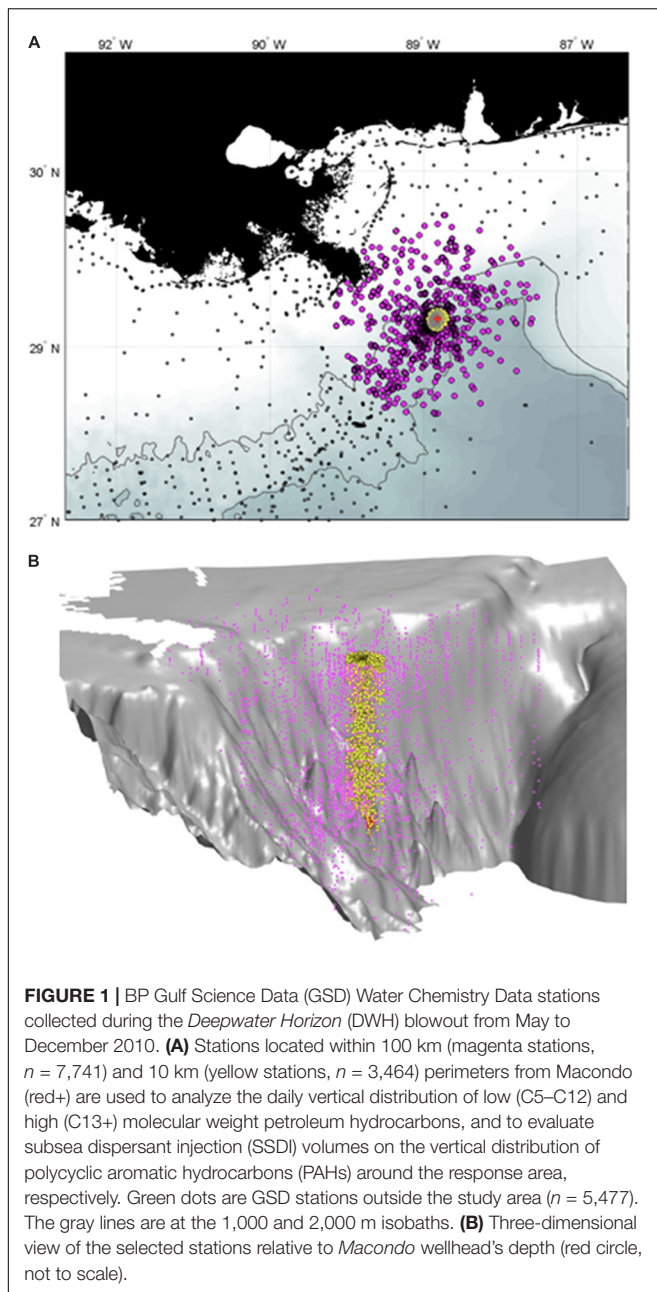 A
92° W 90° W 89° W 87° W
30° N
29° N
28° N
27° N
B
FIGURE 1 | BP Gulf Science Data (GSD) Water Chemistry Data stations
collected during the Deepwater Horizon (DWH) blowout from May to
December 2010. (A) Stations located within 100 km (magenta stations,
n = 7,741) and 10 km (yellow stations, n = 3,464) perimeters from Macondo
(red+) are used to analyze the daily vertical distribution of low (C5–C12) and
high (C13+) molecular weight petroleum hydrocarbons, and to evaluate
subsea dispersant injection (SSDI) volumes on the vertical distribution of
polycyclic aromatic hydrocarbons (PAHs) around the response area,
respectively. Green dots are GSD stations outside the study area (n = 5,477).
The gray lines are at the 1,000 and 2,000 m isobaths. (B) Three-dimensional
view of the selected stations relative to Macondo wellhead's depth (red circle,
not to scale).